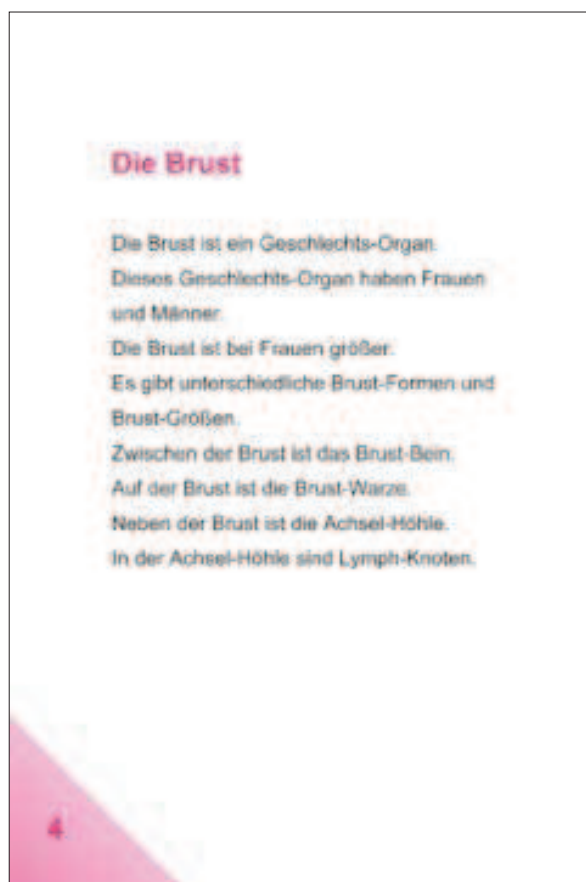 Die Brust
Die Brust ist ein Geschlechts-Organ.
Dieses Geschlechts-Organ haben Frauen
und Männer.
Die Brust ist bei Frauen größer.
Es gibt unterschiedliche Brust-Formen und
Brust-Größen.
Zwischen der Brust ist das Brust-Bein.
Auf der Brust ist die Brust-Warze.
Neben der Brust ist die Achsel-Höhle.
In der Achsel-Höhle sind Lymph-Knoten.
4